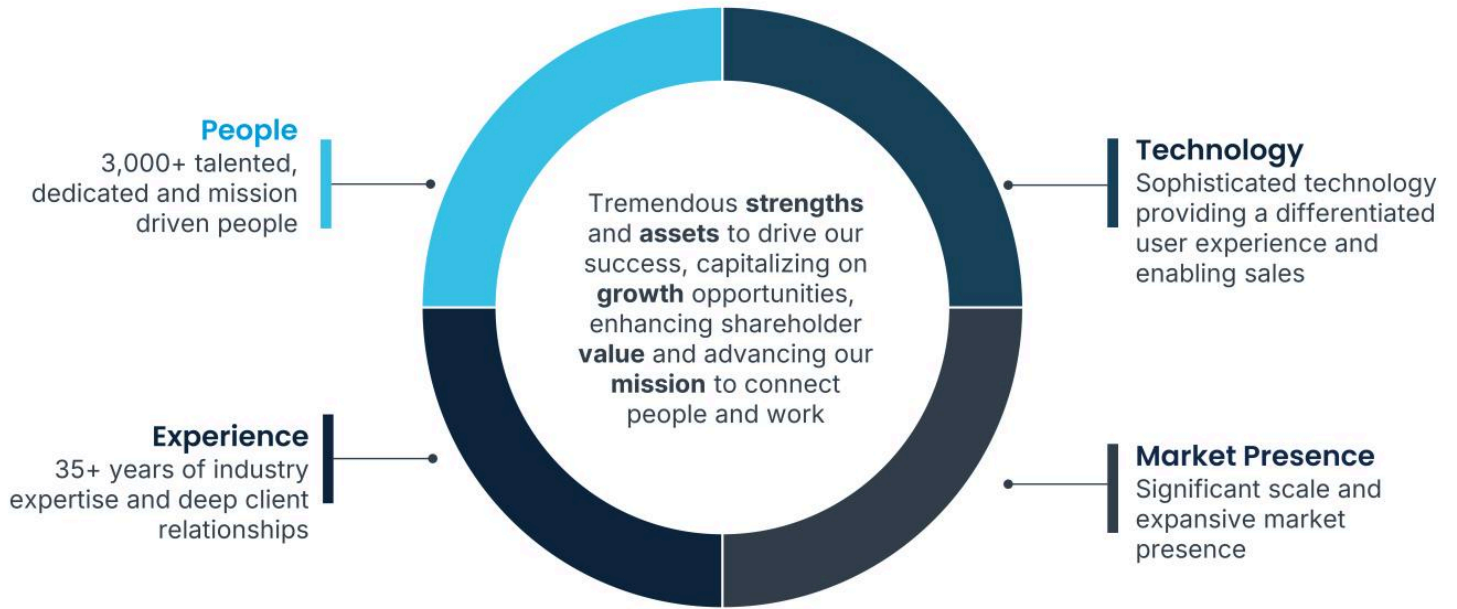 People
3,000+ talented,
dedicated and mission
driven people
Technology
Sophisticated technology
providing a differentiated
user experience and
enabling sales
Tremendous strengths
and assets to drive our
success, capitalizing on
growth opportunities,
enhancing shareholder
value and advancing our
mission to connect
people and work
Experience
35+ years of industry
expertise and deep client
relationships
Market Presence
Significant scale and
expansive market
presence